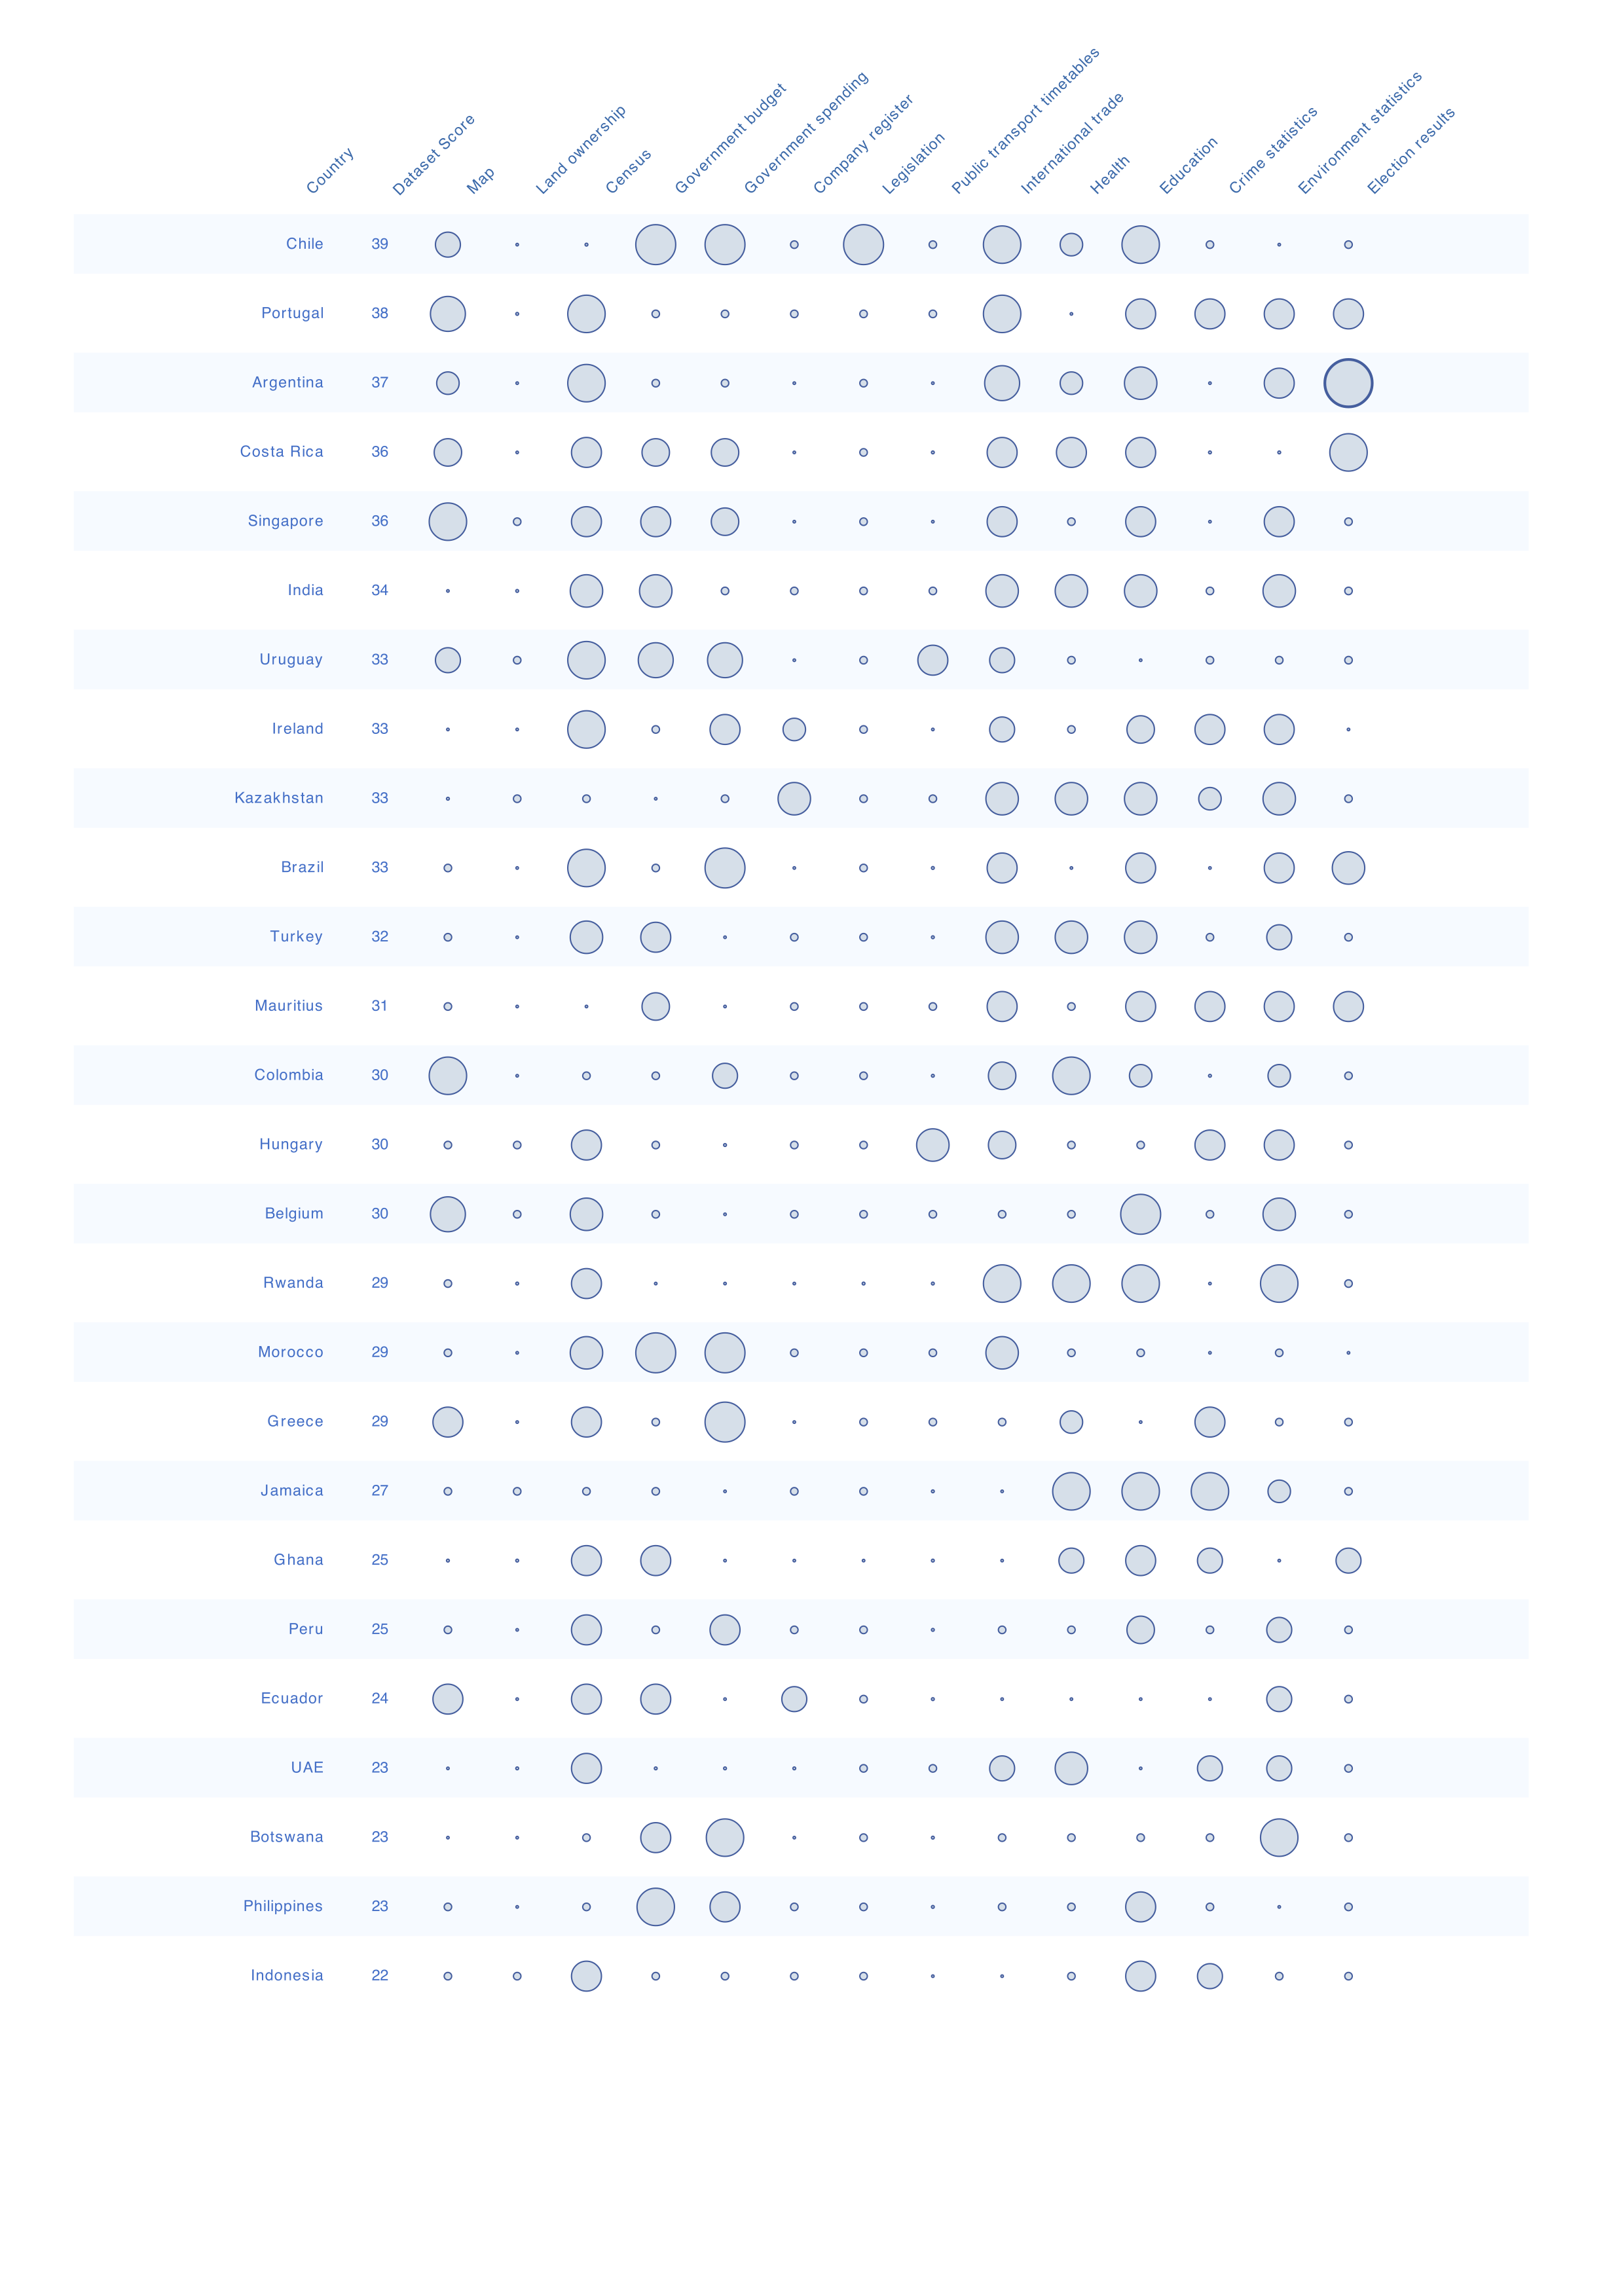 Country
Dataset Score
Map
Land ownership
Census
Government budget
Government spending
Company register
Legislation
Public transport timetables
International trade
Health
Education
Crime statistics
Environment statistics
Election results
Chile 39
Portugal 38
Argentina 37
Costa Rica 36
Singapore 36
India 34
Uruguay 33
Ireland 33
Kazakhstan 33
Brazil 33
Turkey 32
Mauritius 31
Colombia 30
Hungary 30
Belgium 30
Rwanda 29
Morocco 29
Greece 29
Jamaica 27
Ghana 25
Peru 25
Ecuador 24
UAE 23
Botswana 23
Philippines 23
Indonesia 22